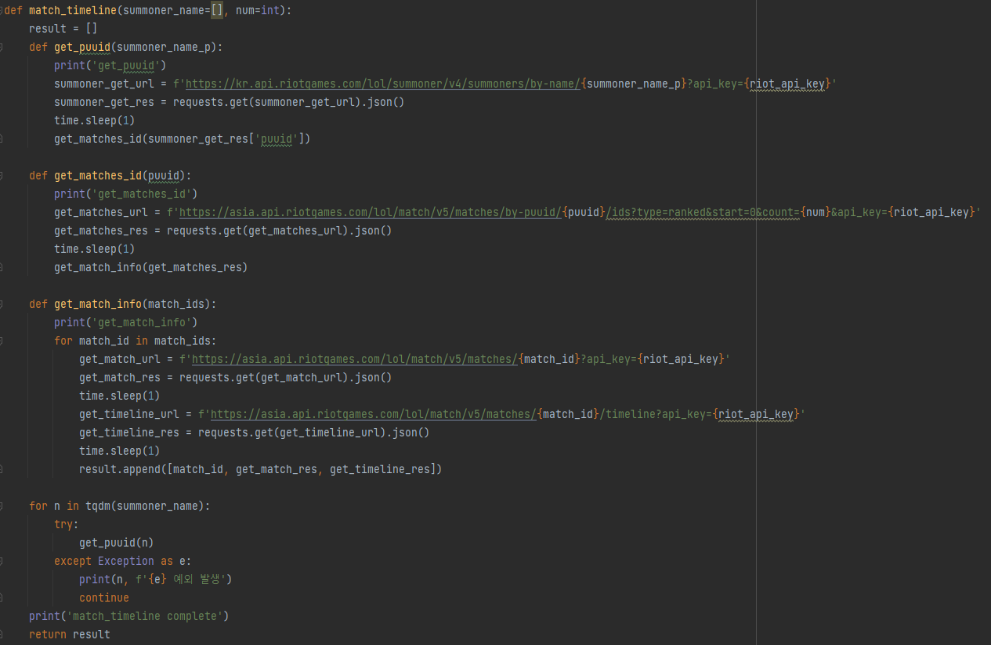 def match_timeline(summoner_name=[], num=int):
    result = []
    def get_puuid(summoner_name_p):
        print('get_puuid')
        summoner_get_url = f'https://kr.api.riotgames.com/lol/summoner/v4/summoners/by-name/{summoner_name_p}?api_key={riot_api_key}'
        summoner_get_res = requests.get(summoner_get_url).json()
        time.sleep(1)
        get_matches_id(summoner_get_res['puuid'])

    def get_matches_id(puuid):
        print('get_matches_id')
        get_matches_url = f'https://asia.api.riotgames.com/lol/match/v5/matches/by-puuid/{puuid}/ids?type=ranked&start=0&count={num}&api_key={riot_api_key}'
        get_matches_res = requests.get(get_matches_url).json()
        time.sleep(1)
        get_match_info(get_matches_res)

    def get_match_info(match_ids):
        print('get_match_info')
        for match_id in match_ids:
            get_match_url = f'https://asia.api.riotgames.com/lol/match/v5/matches/{match_id}?api_key={riot_api_key}'
            get_match_res = requests.get(get_match_url).json()
            time.sleep(1)
            get_timeline_url = f'https://asia.api.riotgames.com/lol/match/v5/matches/{match_id}/timeline?api_key={riot_api_key}'
            get_timeline_res = requests.get(get_timeline_url).json()
            time.sleep(1)
            result.append([match_id, get_match_res, get_timeline_res])

    for n in tqdm(summoner_name):
        try:
            get_puuid(n)
        except Exception as e:
            print(n, f'{e} 예외 발생')
            continue
    print('match_timeline complete')
    return result